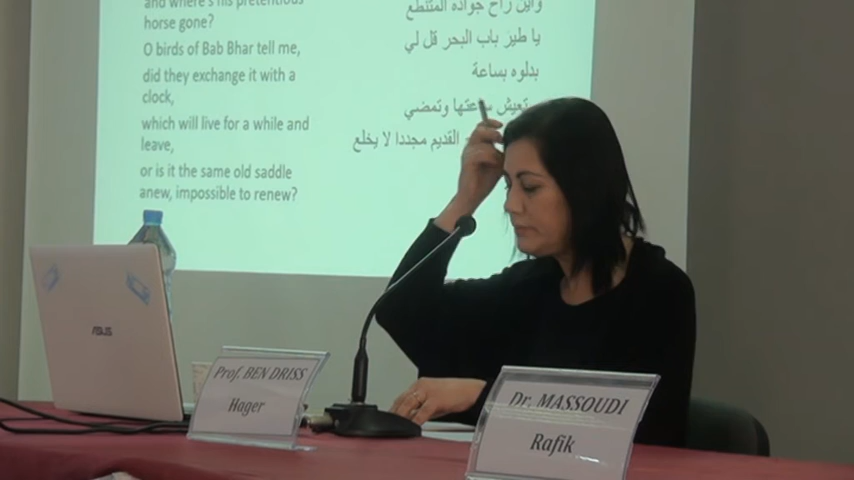 and where's his pretentious
horse gone?
O birds of Bab Bhar tell me,
did they exchange it with a
clock,
which will live for a while and
leave,
or is it the same old saddle
anew, impossible to renew?
وأين راح جواده المتنطع
يا طير باب البحر قل لي
بدلوه بساعة
تعيش ساعتها وتمضي
القديم مجددا لا يخلع
ASUS
Prof. BEN DRISS
Hager
Dr. MASSOUDI
Rafik